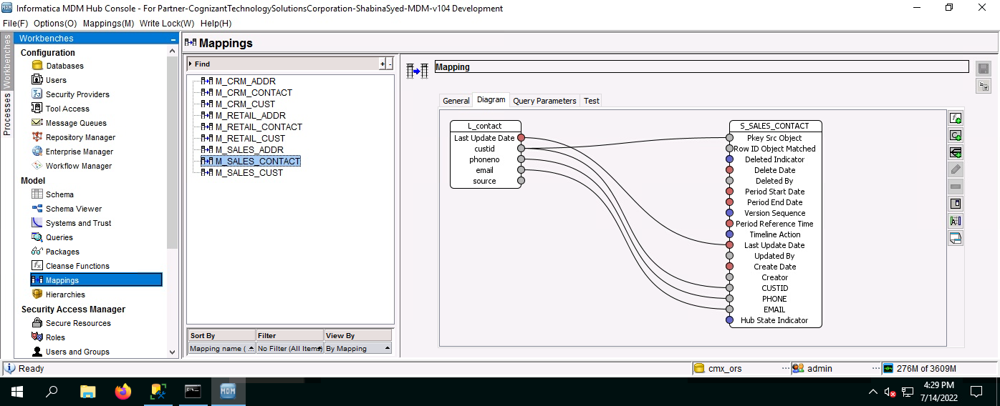 Informatica MDM Hub Console - For Partner-CognizantTechnologySolutionsCorporation-ShabinaSyed-MDM-v104 Development
File(F) Options(O) Mappings(M) Write Lock(W) Help(H)
Workbenches
Processes
Workbenches
Configuration
Databases
Users
Security Providers
Tool Access
Message Queues
Repository Manager
Enterprise Manager
Workflow Manager
Model
Schema
Schema Viewer
Systems and Trust
Queries
Packages
Cleanse Functions
Mappings
Hierarchies
Security Access Manager
Secure Resources
Roles
Users and Groups
Mappings
Find
+ -
M_CRM_ADDR
M_CRM_CONTACT
M_CRM_CUST
M_RETAIL_ADDR
M_RETAIL_CONTACT
M_RETAIL_CUST
M_SALES_ADDR
M_SALES_CONTACT
M_SALES_CUST
Sort By Filter View By
Mapping name ( No Filter (All Items) By Mapping
Mapping
General Diagram Query Parameters Test
L_contact
Last Update Date
custid
phoneno
email
source
S_SALES_CONTACT
Pkey Src Object
Row ID Object Matched
Deleted Indicator
Delete Date
Deleted By
Period Start Date
Period End Date
Version Sequence
Period Reference Time
Timeline Action
Last Update Date
Updated By
Create Date
Creator
CUSTID
PHONE
EMAIL
Hub State Indicator
Ready
cmx_ors ... admin ... 276M of 3609M
MDM
4:29 PM
7/14/2022